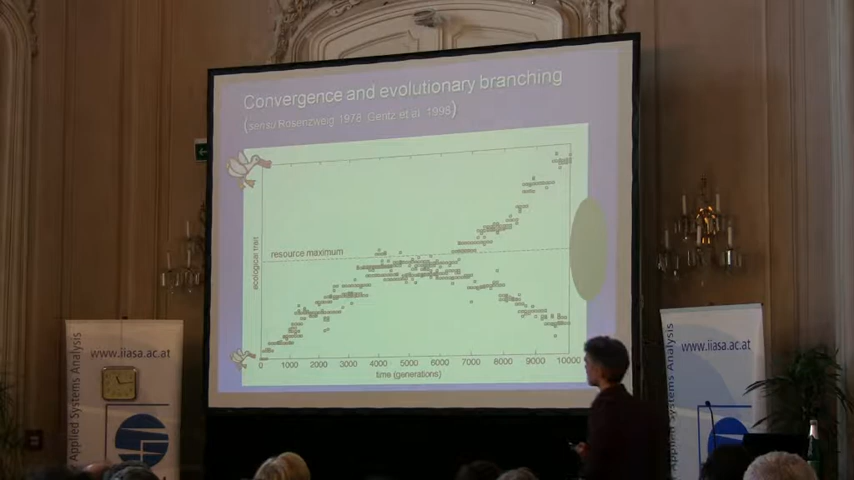 Convergence and evolutionary branching
(sensu Rosenzweig 1978, Geritz et al. 1998)
ecological trait
resource maximum
0 1000 2000 3000 4000 5000 6000 7000 8000 9000 10000
time (generations)
www.iiasa.ac.at
Applied Systems Analysis
www.iiasa.ac.at
Applied Systems Analysis